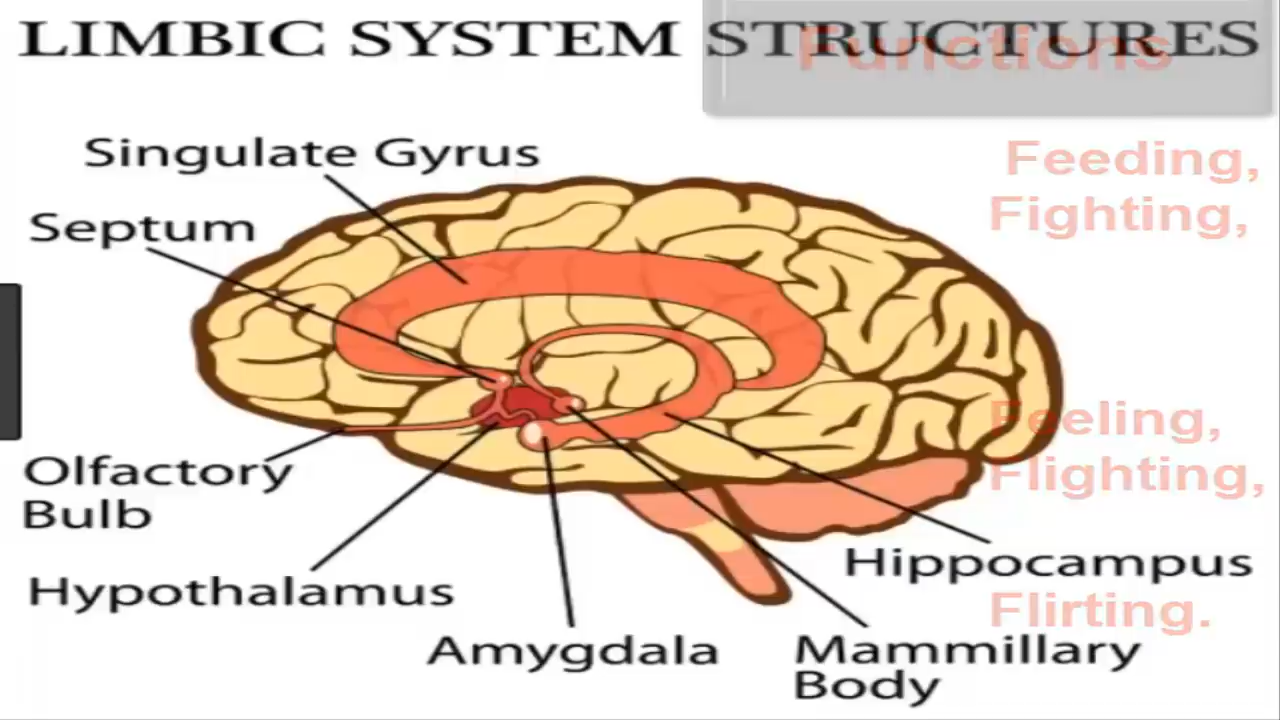 LIMBIC SYSTEM STRUCTURES
Functions
Singulate Gyrus
Feeding,
Septum
Fighting,
Feeling,
Olfactory
Flighting,
Bulb
Hippocampus
Hypothalamus
Flirting.
Amygdala
Mammillary
Body